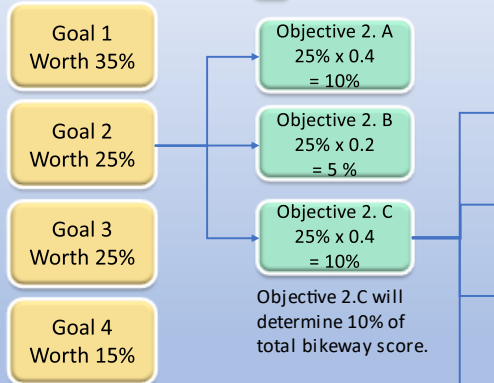 Goal 1
Worth 35%
Goal 2
Worth 25%
Goal 3
Worth 25%
Goal 4
Worth 15%
Objective 2. A
25% x 0.4
= 10%
Objective 2. B
25% x 0.2
= 5 %
Objective 2. C
25% x 0.4
= 10%
Objective 2.C will
determine 10% of
total bikeway score.